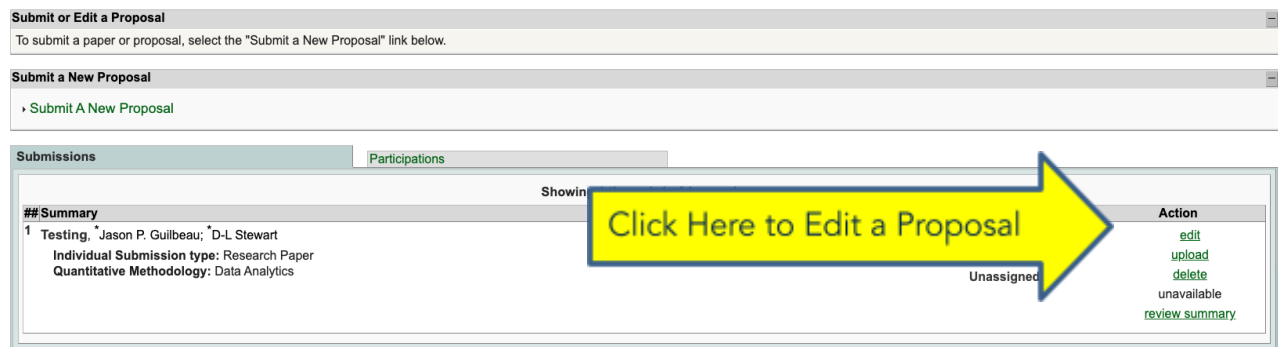 Submit or Edit a Proposal
To submit a paper or proposal, select the "Submit a New Proposal" link below.
Submit a New Proposal
Submit A New Proposal
Submissions
Participations
Showin
## Summary
Action
Click Here to Edit a Proposal
1 Testing, *Jason P. Guilbeau; *D-L Stewart
edit
Individual Submission type: Research Paper
upload
Quantitative Methodology: Data Analytics
Unassigned
delete
unavailable
review summary